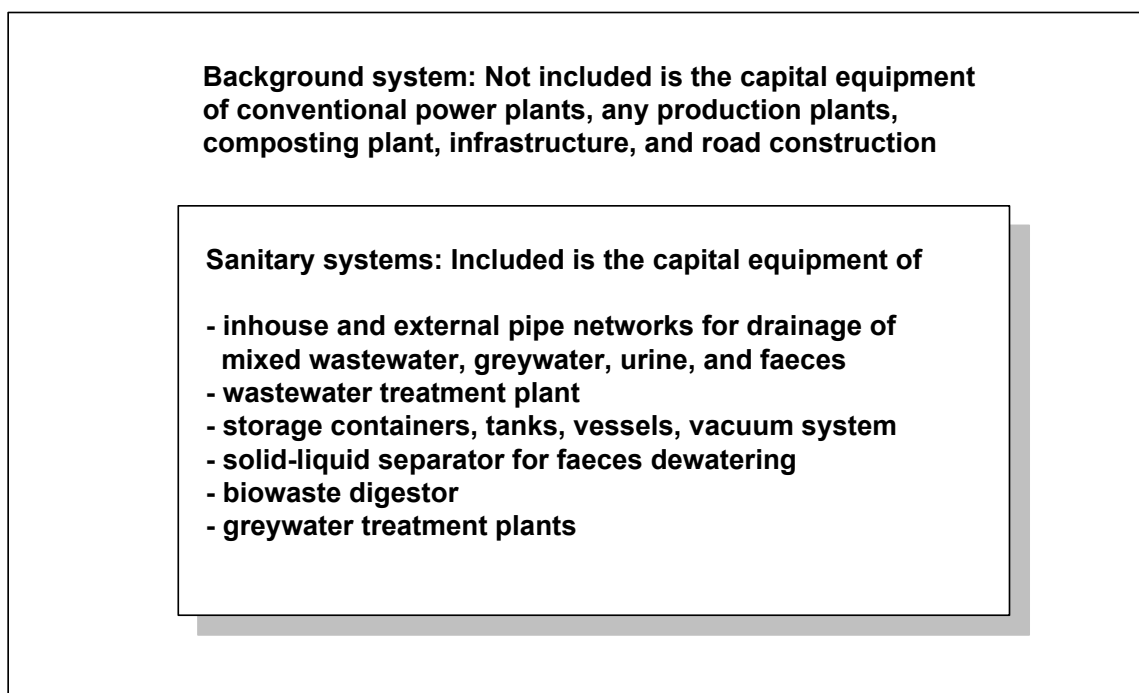 Background system: Not included is the capital equipment
of conventional power plants, any production plants,
composting plant, infrastructure, and road construction
Sanitary systems: Included is the capital equipment of
- inhouse and external pipe networks for drainage of
mixed wastewater, greywater, urine, and faeces
- wastewater treatment plant
- storage containers, tanks, vessels, vacuum system
- solid-liquid separator for faeces dewatering
- biowaste digestor
- greywater treatment plants